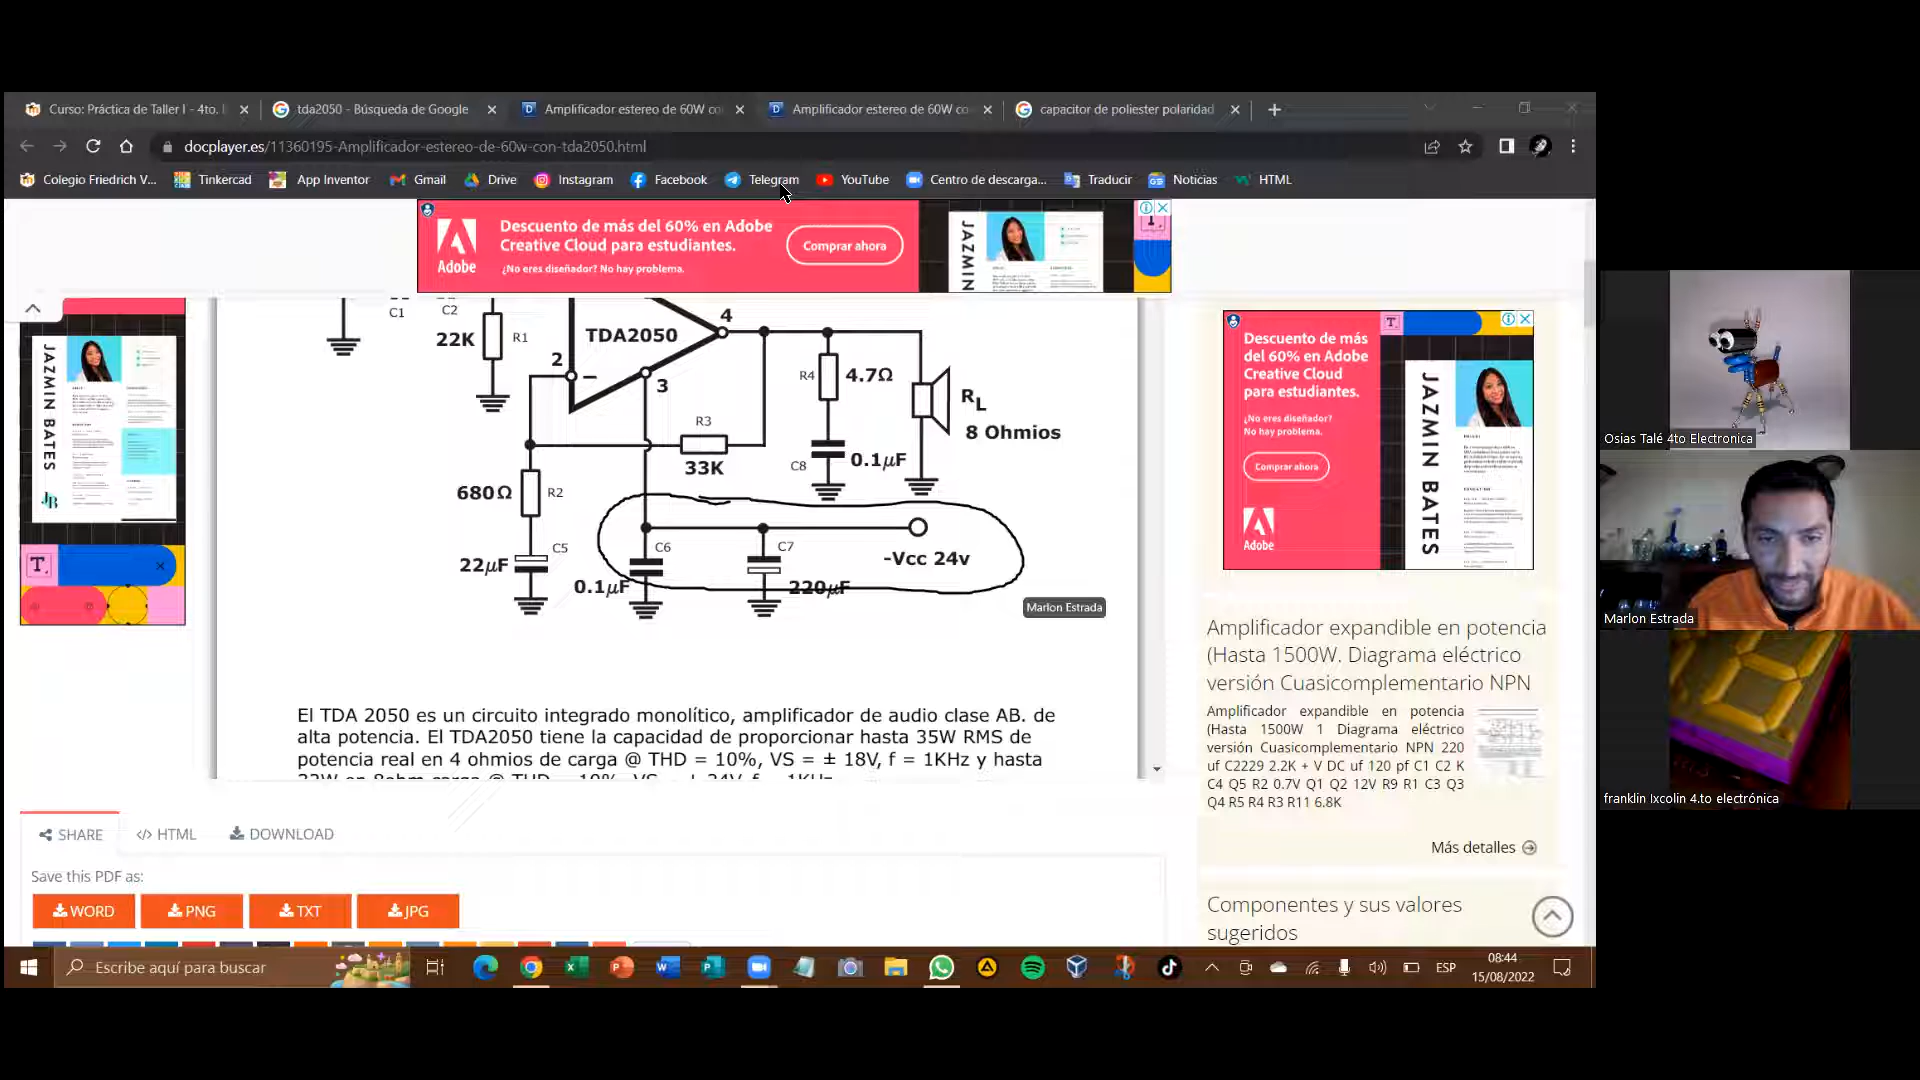 Curso: Práctica de Taller I - 4to.
tda2050 - Búsqueda de Google
Amplificador estereo de 60W co
Amplificador estereo de 60W co
capacitor de poliester polaridad
docplayer.es/11360195-Amplificador-estereo-de-60w-con-tda2050.html
Colegio Friedrich V...
Tinkercad
App Inventor
Gmail
Drive
Instagram
Facebook
Telegram
YouTube
Centro de descarga...
Traducir
Noticias
HTML
Adobe
Descuento de más del 60% en Adobe
Creative Cloud para estudiantes.
¿No eres diseñador? No hay problema.
Comprar ahora
JAZMIN
JAZMIN BATES
JB
T.
C1
C2
22K
R1
TDA2050
2
3
4
R4
4.7Ω
RL
8 Ohmios
R3
33K
C8
0.1µF
680Ω
R2
C5
22µF
C6
0.1µF
C7
220µF
-Vcc 24v
Marlon Estrada
El TDA 2050 es un circuito integrado monolítico, amplificador de audio clase AB. de
alta potencia. El TDA2050 tiene la capacidad de proporcionar hasta 35W RMS de
potencia real en 4 ohmios de carga @ THD = 10%, VS = ± 18V, f = 1KHz y hasta
SHARE
HTML
DOWNLOAD
Save this PDF as:
WORD
PNG
TXT
JPG
T.
Descuento de más
del 60% en Adobe
Creative Cloud
para estudiantes.
¿No eres diseñador?
No hay problema.
Comprar ahora
Adobe
JAZMIN BATES
Amplificador expandible en potencia
(Hasta 1500W. Diagrama eléctrico
versión Cuasicomplementario NPN
Amplificador expandible en potencia
(Hasta 1500W 1 Diagrama eléctrico
versión Cuasicomplementario NPN 220
uf C2229 2.2K + V DC uf 120 pf C1 C2 K
C4 Q5 R2 0.7V Q1 Q2 12V R9 R1 C3 Q3
Q4 R5 R4 R3 R11 6.8K
Más detalles
Componentes y sus valores
sugeridos
Osias Talé 4to Electronica
Marlon Estrada
franklin Ixcolin 4.to electrónica
Escribe aquí para buscar
ESP
08:44
15/08/2022